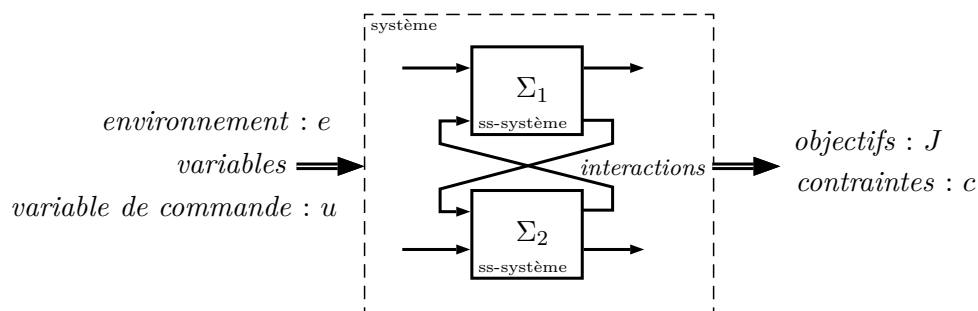 système
Σ₁
ss-système
environnement : e
variables
variable de commande : u
interactions
objectifs : J
contraintes : c
Σ₂
ss-système